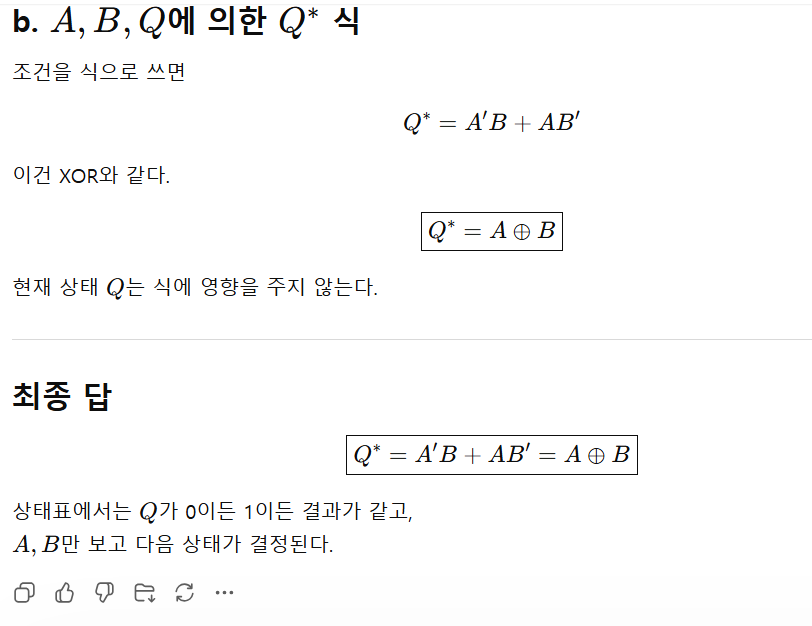 b. A, B, Q에 의한 Q* 식
조건을 식으로 쓰면
Q* = A′B + AB′
이건 XOR와 같다.
Q* = A ⊕ B
현재 상태 Q는 식에 영향을 주지 않는다.
최종 답
Q* = A′B + AB′ = A ⊕ B
상태표에서는 Q가 0이든 1이든 결과가 같고,
A, B만 보고 다음 상태가 결정된다.